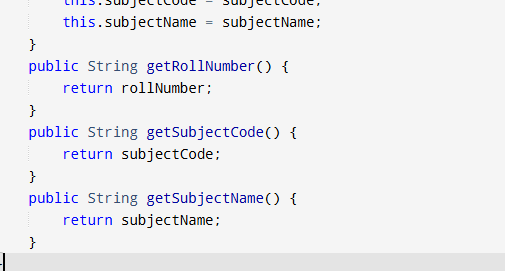 this.subjectCode = subjectCode;
this.subjectName = subjectName;
}
public String getRollNumber() {
return rollNumber;
}
public String getSubjectCode() {
return subjectCode;
}
public String getSubjectName() {
return subjectName;
}